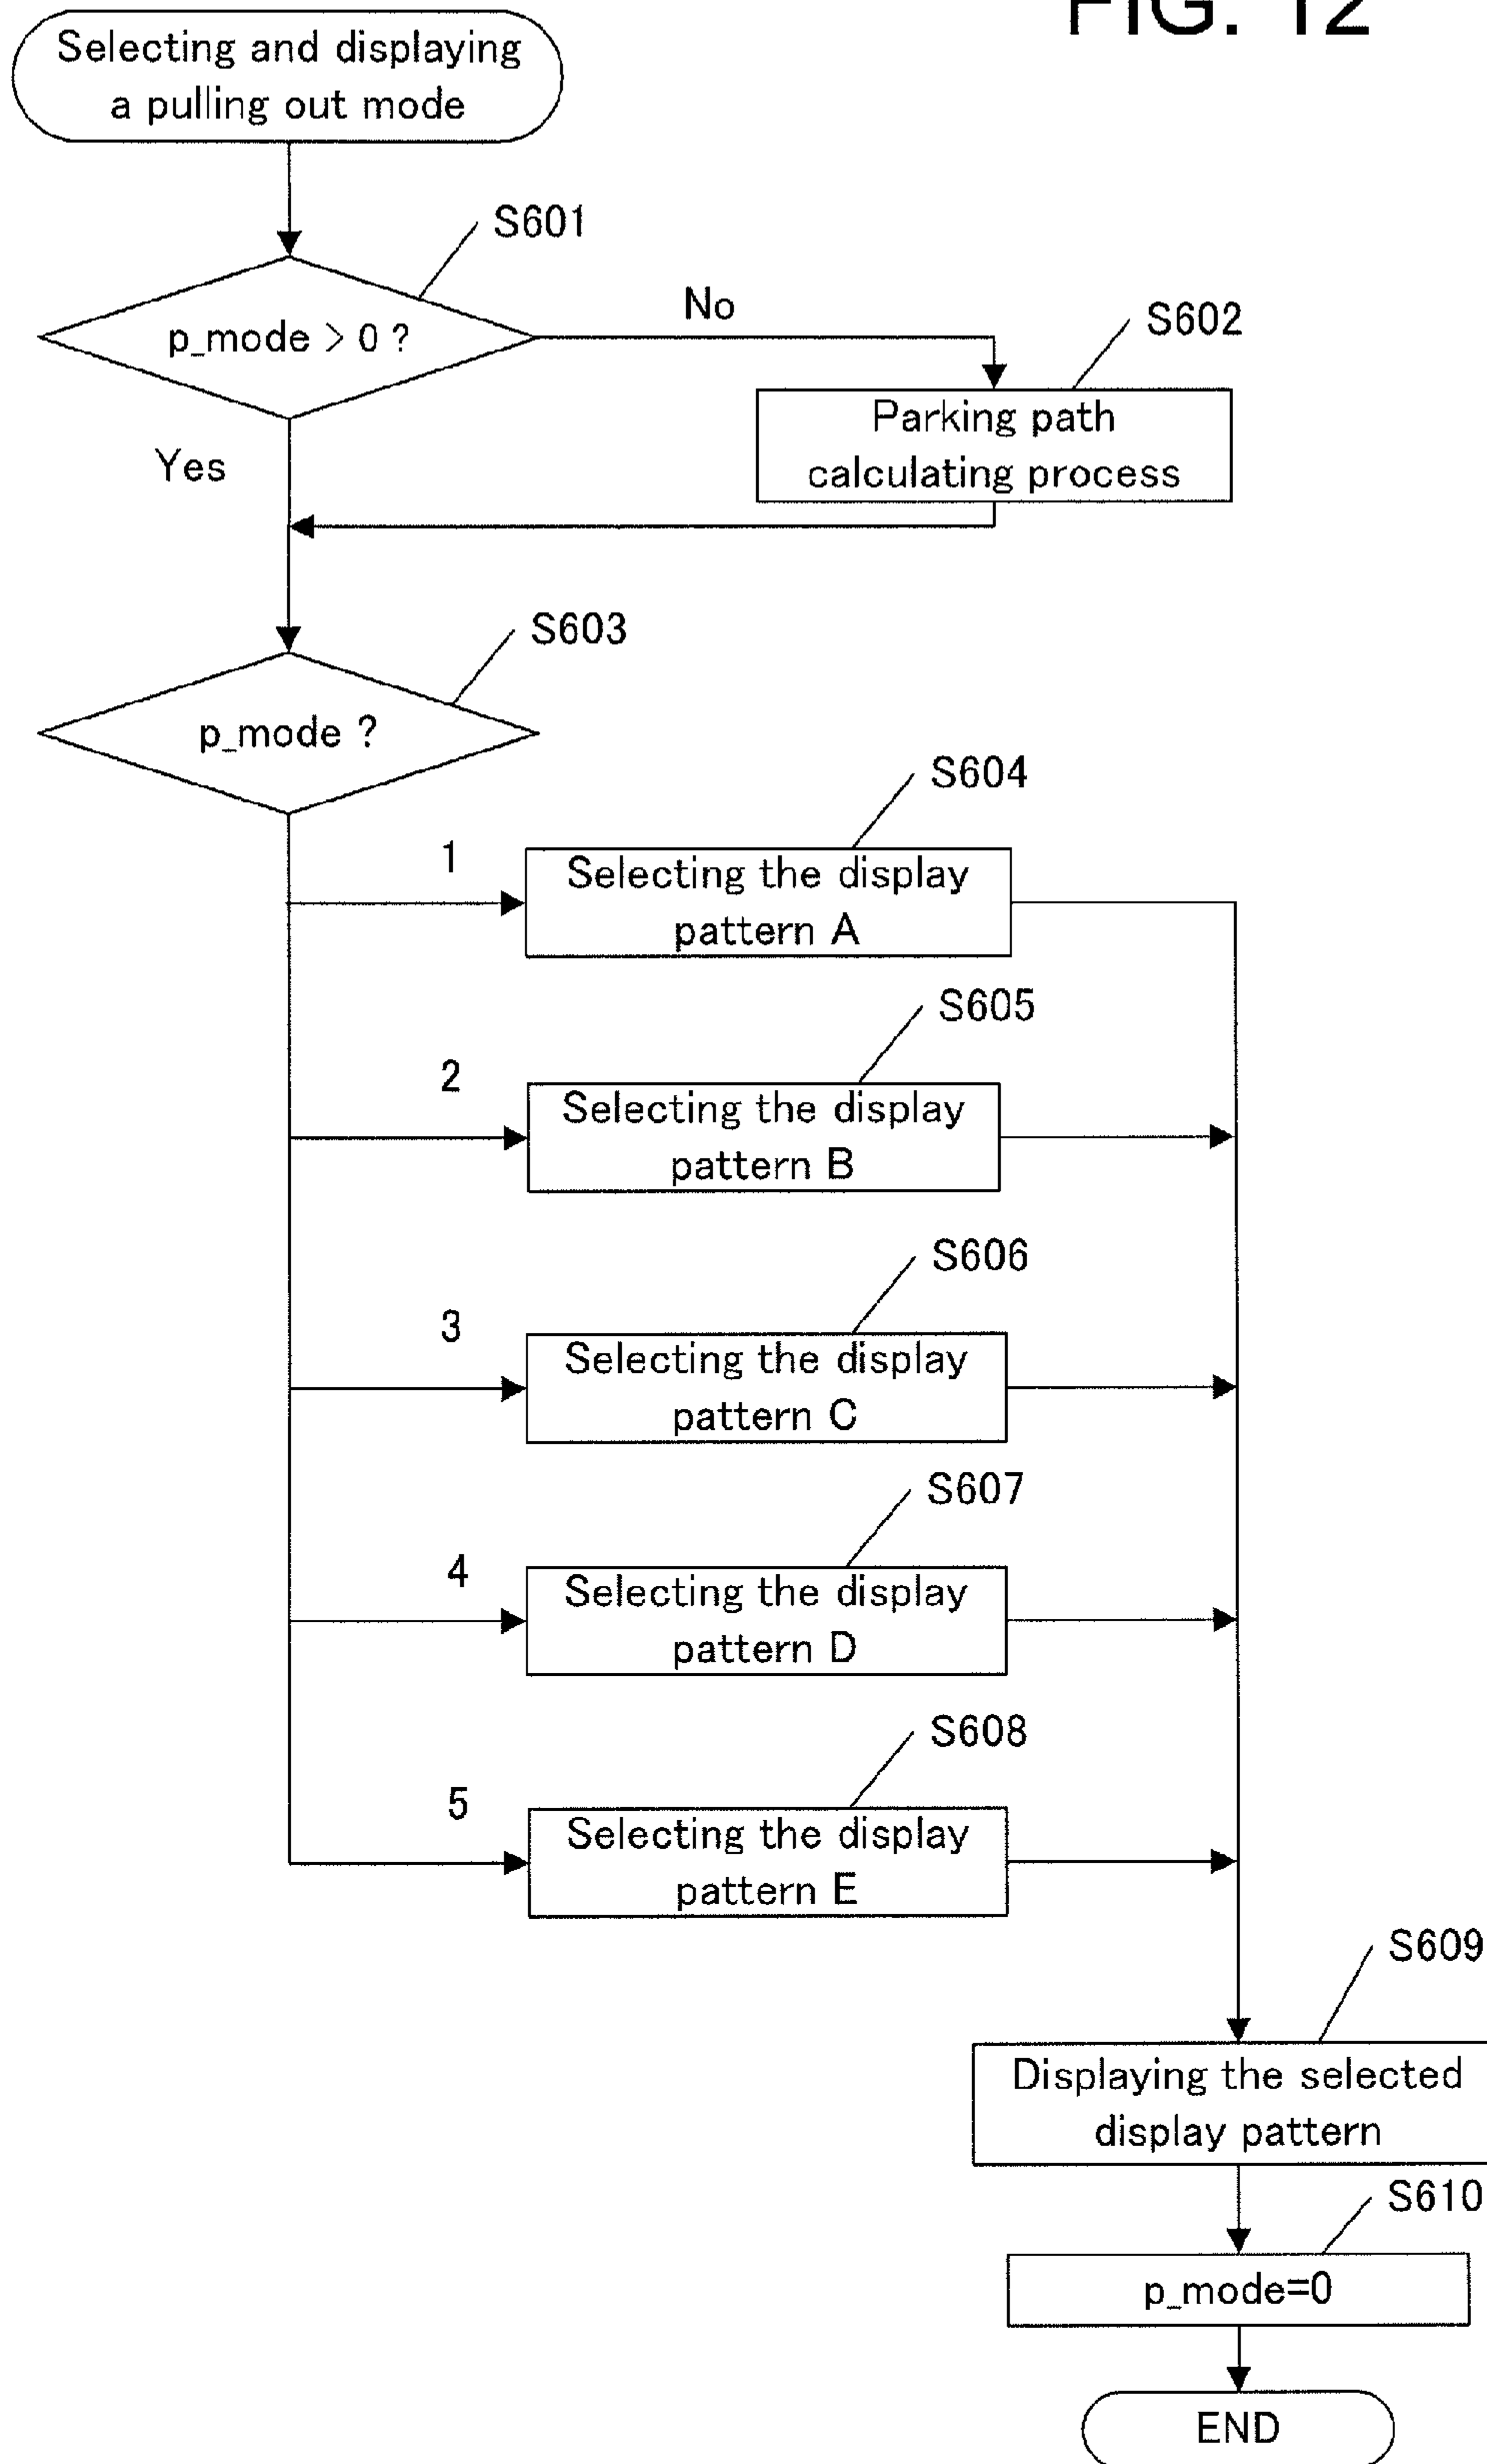 FIG. 12
Selecting and displaying
a pulling out mode
S601
p_mode > 0 ?
No
S602
Parking path
calculating process
Yes
S603
p_mode ?
S604
1
Selecting the display
pattern A
S605
2
Selecting the display
pattern B
S606
3
Selecting the display
pattern C
S607
4
Selecting the display
pattern D
S608
5
Selecting the display
pattern E
S609
Displaying the selected
display pattern
S610
p_mode=0
END